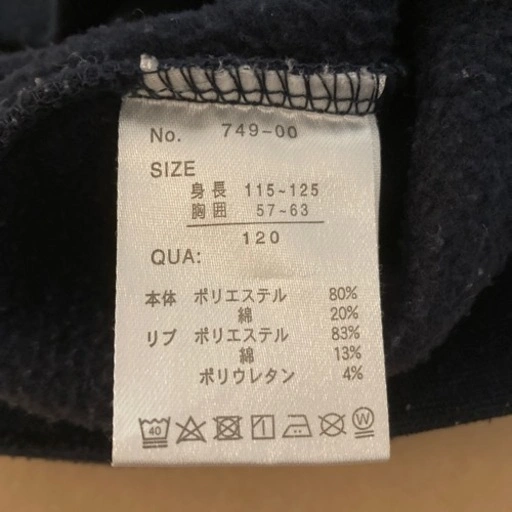 No. 749-00
SIZE
身長 115~125
胸囲 57~63
120
QUA:
本体 ポリエステル 80%
綿 20%
リブ ポリエステル 83%
綿 13%
ポリウレタン 4%
40 W